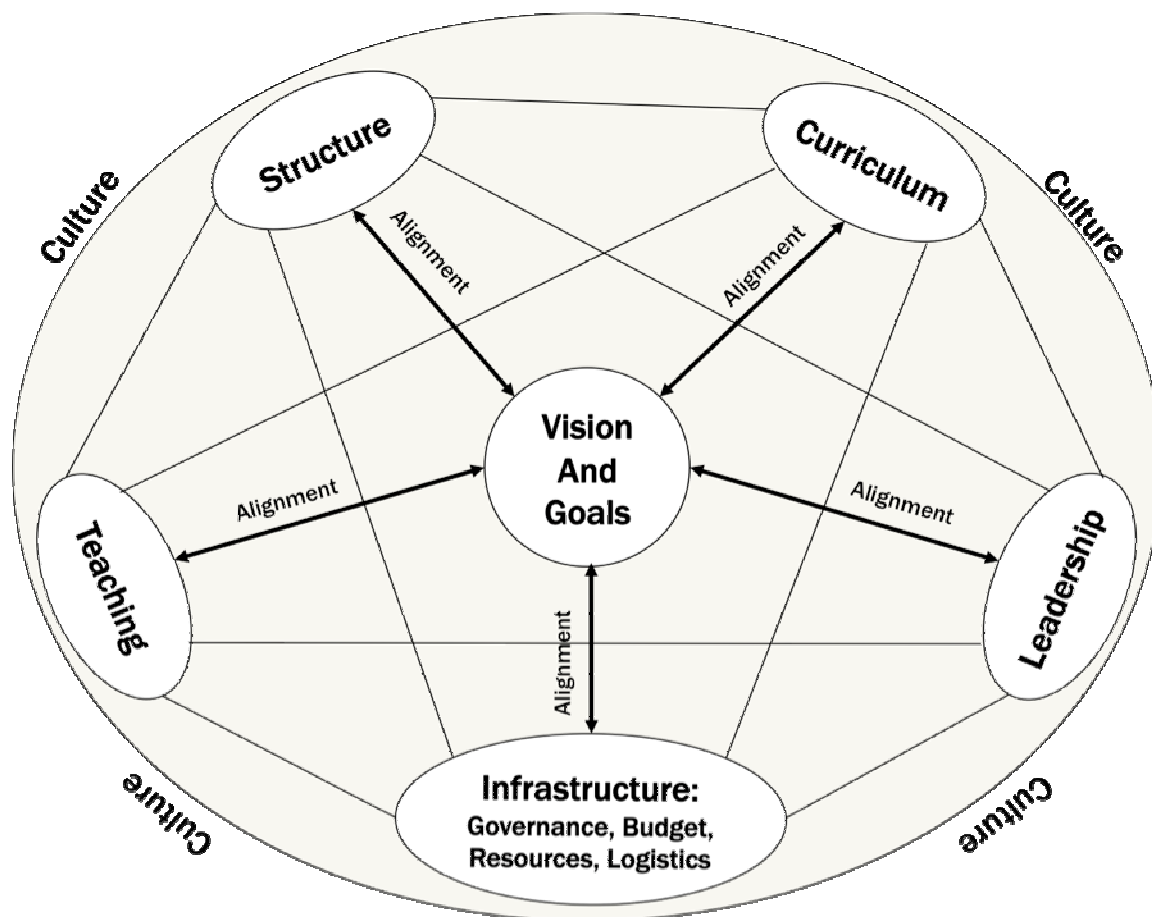 Structure
Curriculum
Culture
Culture
Alignment
Alignment
Vision
And
Goals
Alignment
Alignment
Teaching
Leadership
Alignment
Infrastructure:
Governance, Budget,
Resources, Logistics
Culture
Culture